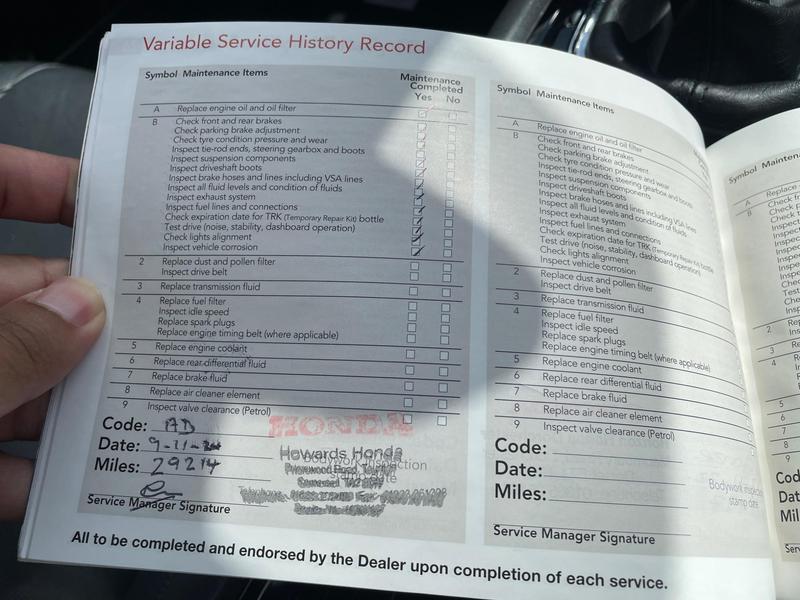 Variable Service History Record
Symbol Maintenance Items
Maintenance
Completed
Yes No
A Replace engine oil and oil filter
B Check front and rear brakes
Check parking brake adjustment
Check tyre condition pressure and wear
Inspect tie-rod ends, steering gearbox and boots
Inspect suspension components
Inspect driveshaft boots
Inspect brake hoses and lines including VSA lines
Inspect all fluid levels and condition of fluids
Inspect exhaust system
Inspect fuel lines and connections
Check expiration date for TRK (Temporary Repair Kit) bottle
Test drive (noise, stability, dashboard operation)
Check lights alignment
Inspect vehicle corrosion
2 Replace dust and pollen filter
Inspect drive belt
3 Replace transmission fluid
4 Replace fuel filter
Inspect idle speed
Replace spark plugs
Replace engine timing belt (where applicable)
5 Replace engine coolant
6 Replace rear differential fluid
7 Replace brake fluid
8 Replace air cleaner element
9 Inspect valve clearance (Petrol)
Code: AD
Date: 9-11-
Miles: 29214
Service Manager Signature
HONDA
Howards Honda
Bodywork inspection
Symbol Maintenance Items
A Replace engine oil and oil filter
B Check front and rear brakes
Check parking brake adjustment
Check tyre condition pressure and wear
Inspect tie-rod ends, steering gearbox and boots
Inspect suspension components
Inspect driveshaft boots
Inspect brake hoses and lines including VSA lines
Inspect all fluid levels and condition of fluids
Inspect exhaust system
Inspect fuel lines and connections
Check expiration date for TRK (Temporary Repair Kit) bottle
Test drive (noise, stability, dashboard operation)
Check lights alignment
Inspect vehicle corrosion
2 Replace dust and pollen filter
Inspect drive belt
3 Replace transmission fluid
4 Replace fuel filter
Inspect idle speed
Replace spark plugs
Replace engine timing belt (where applicable)
5 Replace engine coolant
6 Replace rear differential fluid
7 Replace brake fluid
8 Replace air cleaner element
9 Inspect valve clearance (Petrol)
Code:
Date:
Miles:
Bodywork
stamp date
Service Manager Signature
All to be completed and endorsed by the Dealer upon completion of each service.
Symbol
A
B
2
3
4
5
6
7
8
9